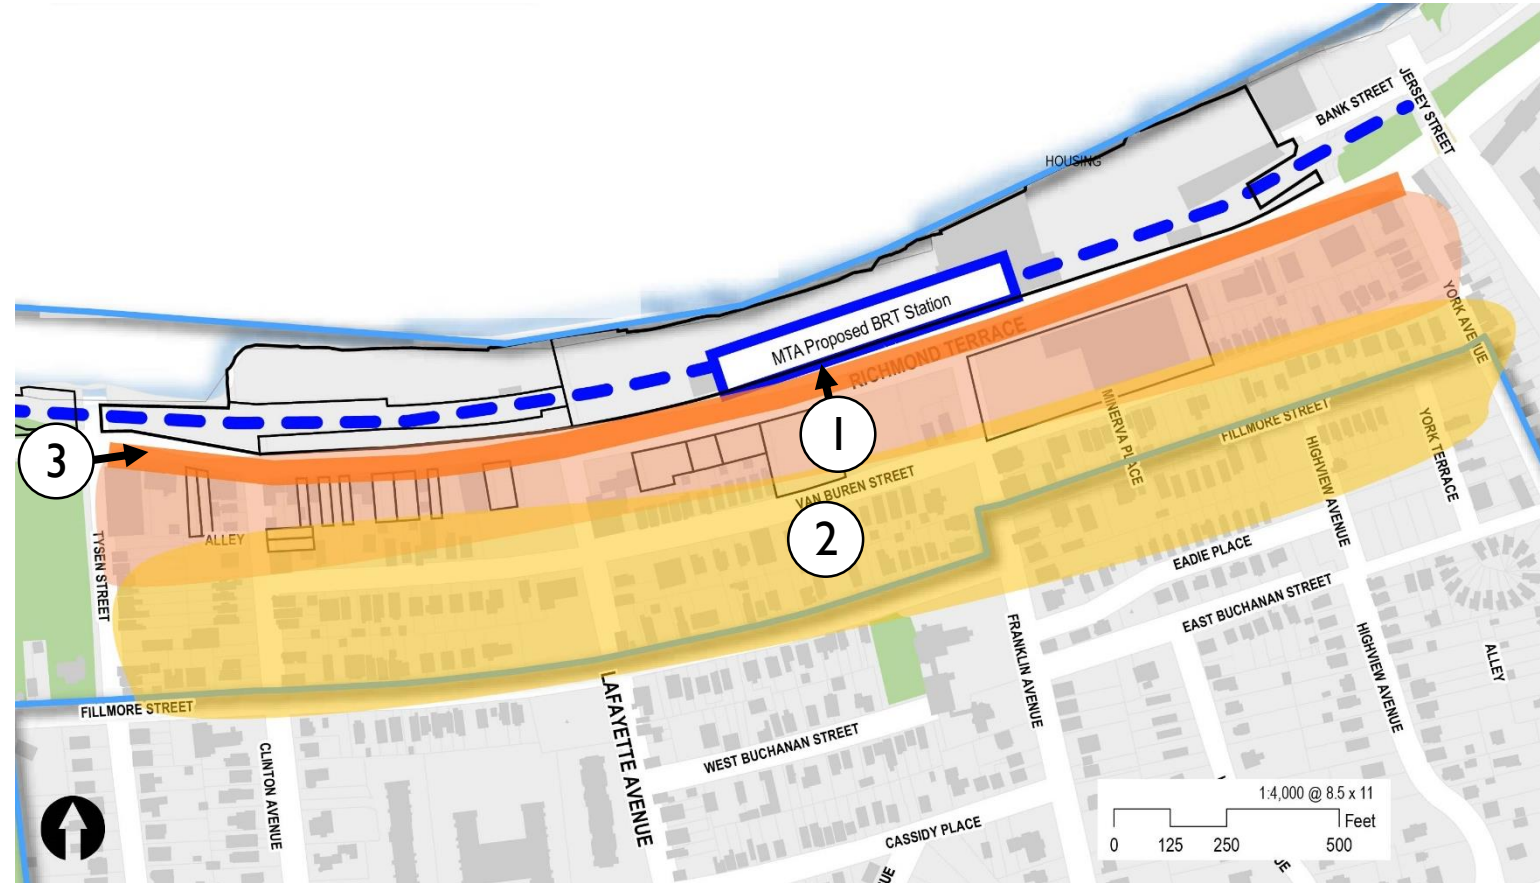 JERSEY STREET
BANK STREET
HOUSING
MTA Proposed BRT Station
RICHMOND TERRACE
YORK AVENUE
1
3
MINERVA PLACE
FILLMORE STREET
YORK TERRACE
HIGHVIEW AVENUE
VAN BUREN STREET
2
ALLEY
TYSEN STREET
EADIE PLACE
EAST BUCHANAN STREET
FRANKLIN AVENUE
HIGHVIEW AVENUE
ALLEY
FILLMORE STREET
LAFAYETTE AVENUE
CLINTON AVENUE
WEST BUCHANAN STREET
CASSIDY PLACE
1:4,000 @ 8.5 x 11
Feet
0 125 250 500
UE
UE